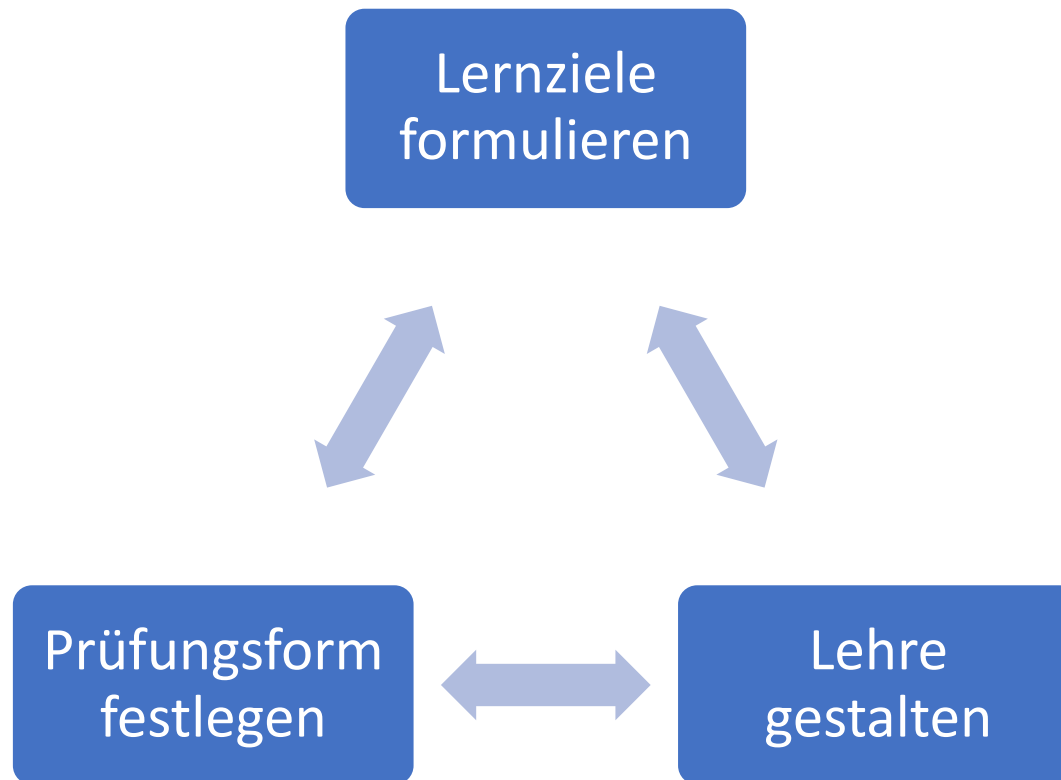 Lernziele
formulieren
Prüfungsform
festlegen
Lehre
gestalten